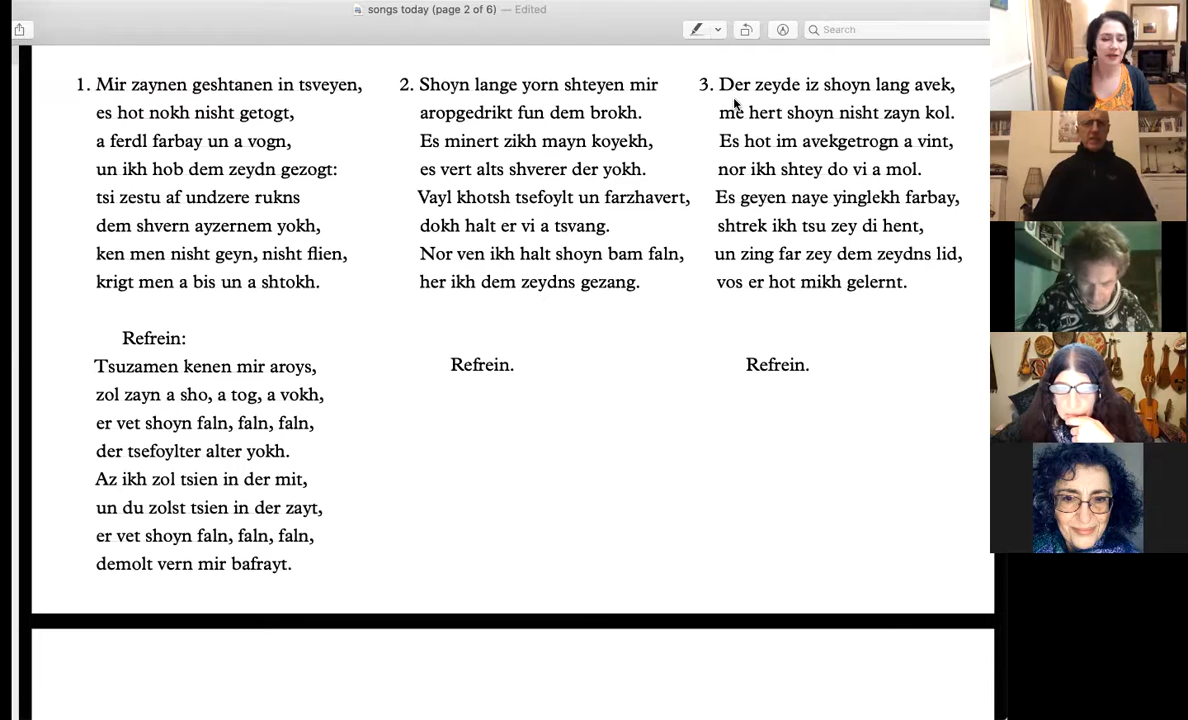 songs today (page 2 of 6) — Edited
Search
1. Mir zaynen geshtanen in tsveyen,
es hot nokh nisht getogt,
a ferdl farbay un a vogn,
un ikh hob dem zeydn gezogt:
tsi zestu af undzere rukns
dem shvern ayzernem yokh,
ken men nisht geyn, nisht flien,
krigt men a bis un a shtokh.
Refrein:
Tsuzamen kenen mir aroys,
zol zayn a sho, a tog, a vokh,
er vet shoyn faln, faln, faln,
der tsefoylter alter yokh.
Az ikh zol tsien in der mit,
un du zolst tsien in der zayt,
er vet shoyn faln, faln, faln,
demolt vern mir bafrayt.
2. Shoyn lange yorn shteyen mir
aropgedrikt fun dem brokh.
Es minert zikh mayn koyekh,
es vert alts shverer der yokh.
Vayl khotsh tsefoylt un farzhavert,
dokh halt er vi a tsvang.
Nor ven ikh halt shoyn bam faln,
her ikh dem zeydns gezang.
Refrein.
3. Der zeyde iz shoyn lang avek,
me hert shoyn nisht zayn kol.
Es hot im avekgetrogn a vint,
nor ikh shtey do vi a mol.
Es geyen naye yinglekh farbay,
shtrek ikh tsu zey di hent,
un zing far zey dem zeydns lid,
vos er hot mikh gelernt.
Refrein.